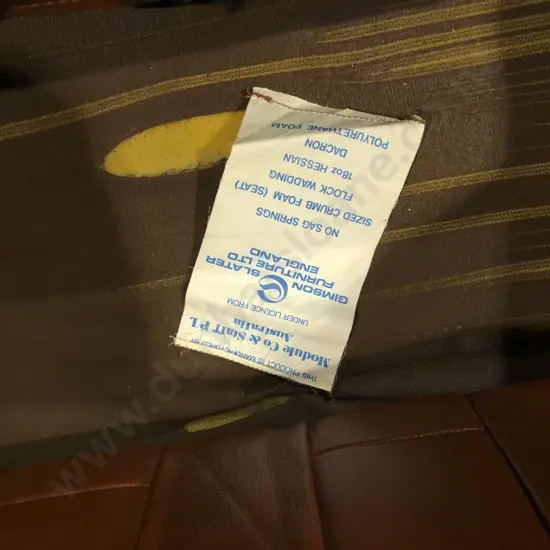 THIS PRODUCT IS MANUFACTURED BY
Module Co & Staff P/L
Australia
UNDER LICENCE FROM
GIMSON SLATER
FURNITURE LTD
ENGLAND
NO SAG SPRINGS
SIZED CRUMB FOAM (SEAT)
FLOCK WADDING
18oz HESSIAN
DACRON
POLYURETHANE FOAM